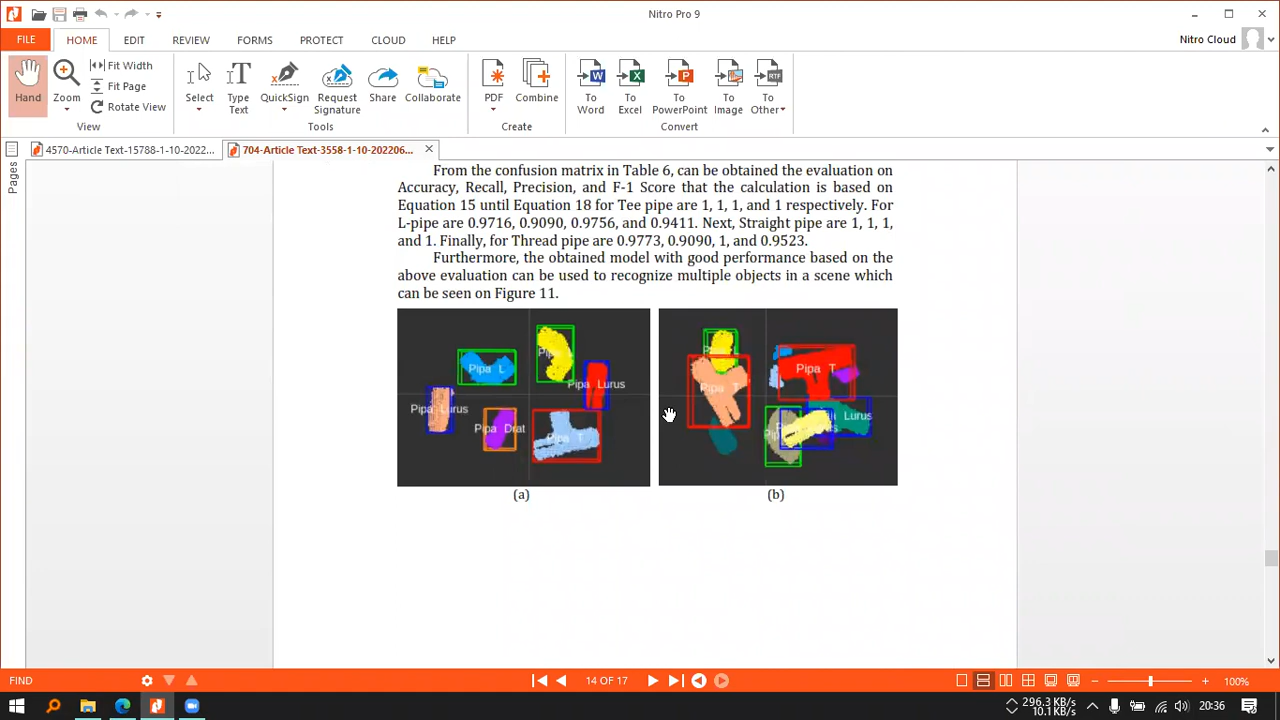 Nitro Pro 9
FILE HOME EDIT REVIEW FORMS PROTECT CLOUD HELP Nitro Cloud
Hand Zoom Fit Width Fit Page Rotate View
Select Type Text QuickSign Request Signature Share Collaborate
PDF Combine
To Word To Excel To PowerPoint To Image To Other
View Tools Create Convert
4570-Article Text-15788-1-10-2022... 704-Article Text-3558-1-10-202206...
Pages
From the confusion matrix in Table 6, can be obtained the evaluation on
Accuracy, Recall, Precision, and F-1 Score that the calculation is based on
Equation 15 until Equation 18 for Tee pipe are 1, 1, 1, and 1 respectively. For
L-pipe are 0.9716, 0.9090, 0.9756, and 0.9411. Next, Straight pipe are 1, 1, 1,
and 1. Finally, for Thread pipe are 0.9773, 0.9090, 1, and 0.9523.
Furthermore, the obtained model with good performance based on the
above evaluation can be used to recognize multiple objects in a scene which
can be seen on Figure 11.
Pipa L
Pipa Lurus
Pipa Lurus
Pipa Drat
Pipa T
Pipa T
Pipa T
Lurus
(a) (b)
FIND 14 OF 17 100%
296.3 KB/s
10.1 KB/s
20:36